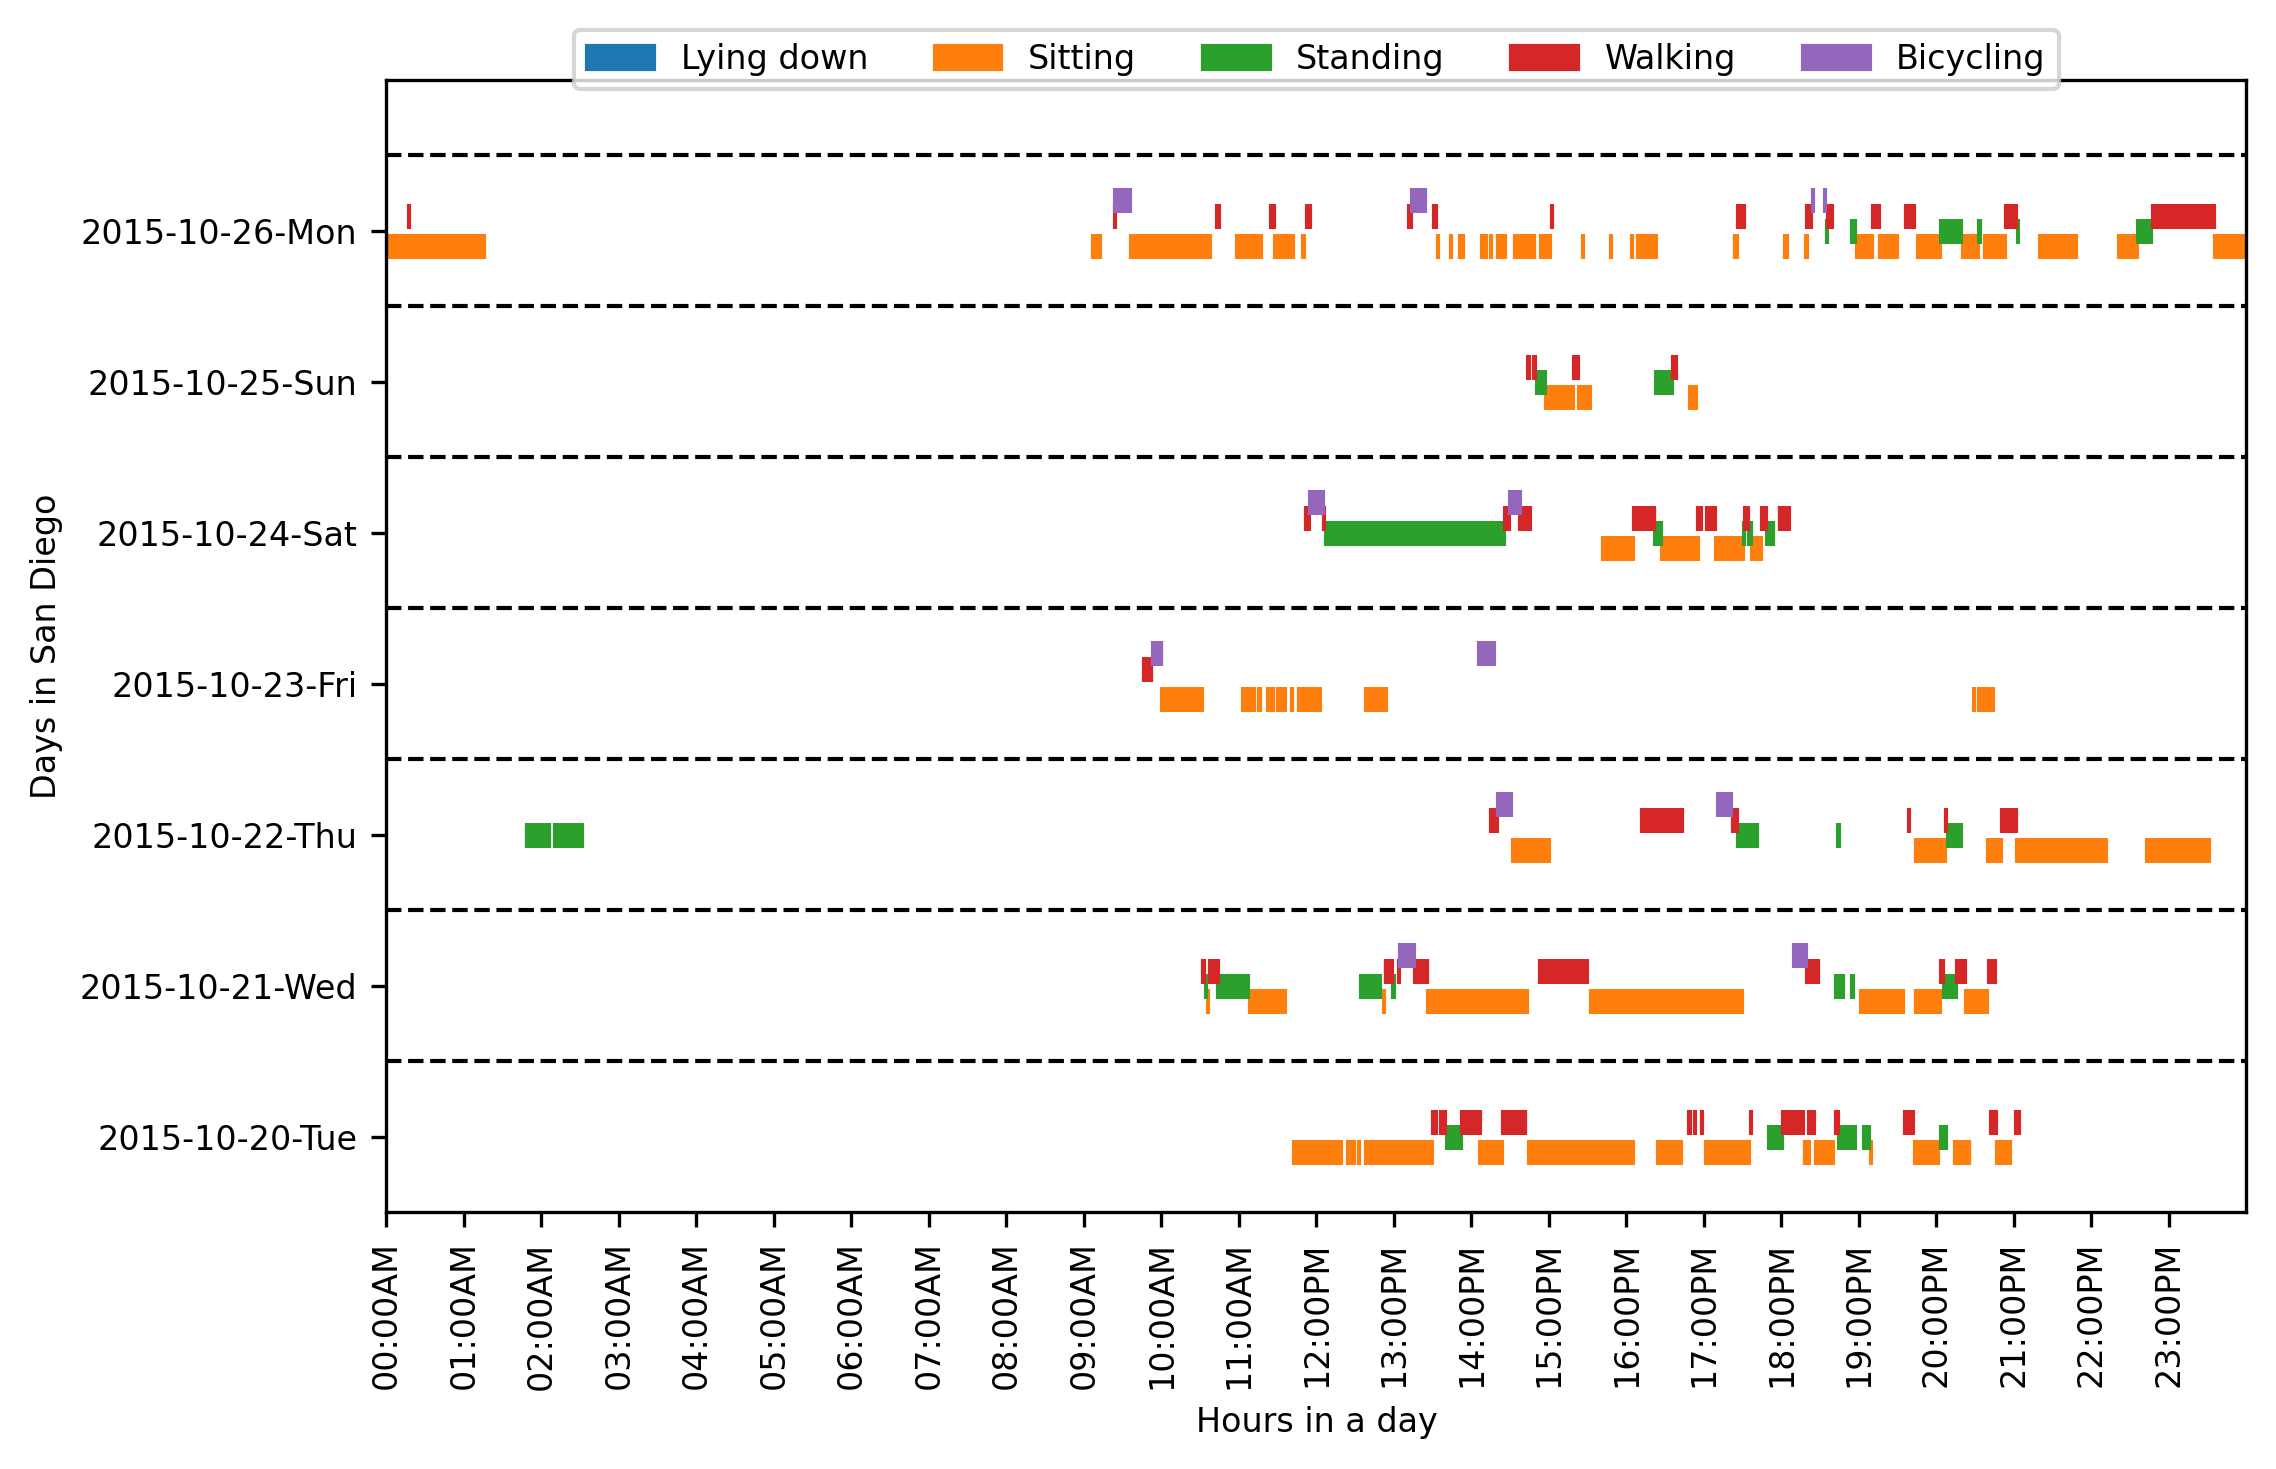 Lying down Sitting Standing Walking Bicycling
Days in San Diego
2015-10-26-Mon
2015-10-25-Sun
2015-10-24-Sat
2015-10-23-Fri
2015-10-22-Thu
2015-10-21-Wed
2015-10-20-Tue
00:00AM 01:00AM 02:00AM 03:00AM 04:00AM 05:00AM 06:00AM 07:00AM 08:00AM 09:00AM 10:00AM 11:00AM 12:00PM 13:00PM 14:00PM 15:00PM 16:00PM 17:00PM 18:00PM 19:00PM 20:00PM 21:00PM 22:00PM 23:00PM
Hours in a day